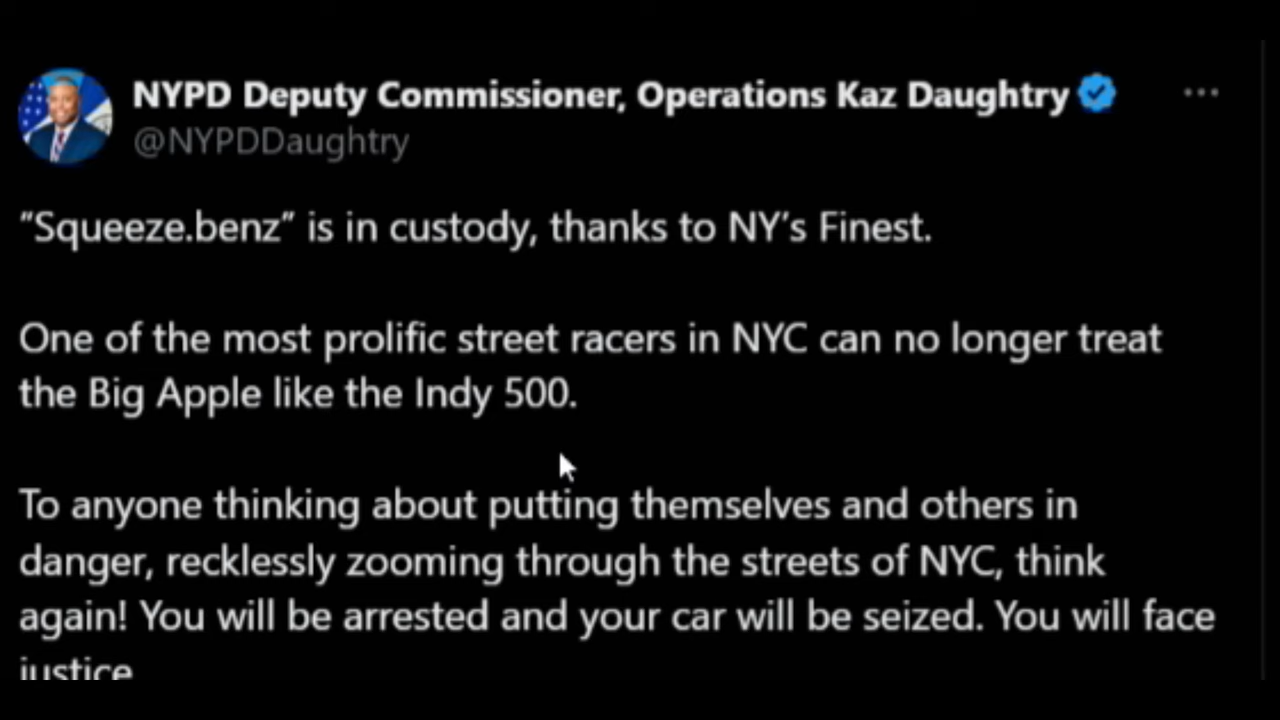 NYPD Deputy Commissioner, Operations Kaz Daughtry
@NYPDDaughtry
“Squeeze.benz” is in custody, thanks to NY’s Finest.
One of the most prolific street racers in NYC can no longer treat
the Big Apple like the Indy 500.
To anyone thinking about putting themselves and others in
danger, recklessly zooming through the streets of NYC, think
again! You will be arrested and your car will be seized. You will face
justice